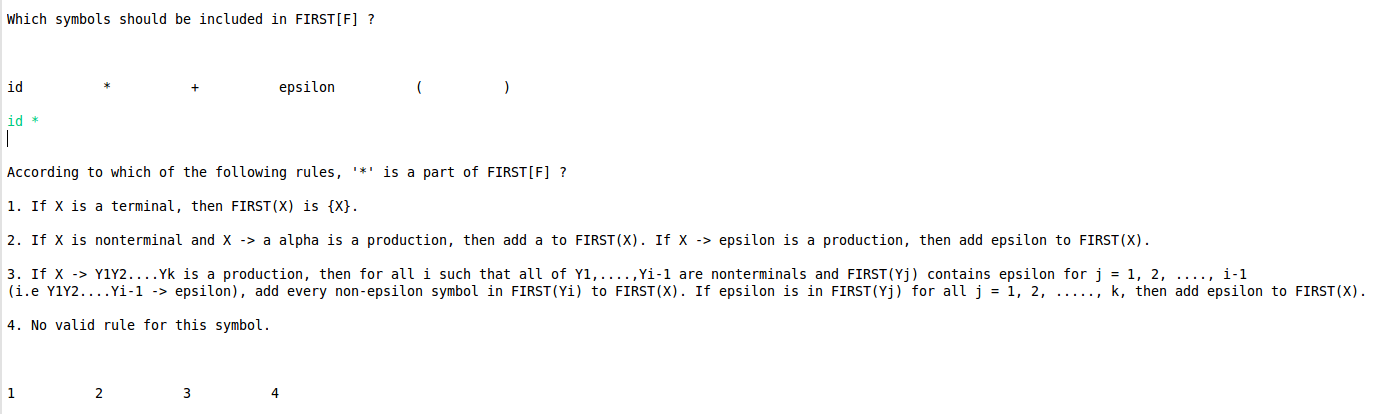 Which symbols should be included in FIRST[F] ?
id * + epsilon ( )
id *
According to which of the following rules, '*' is a part of FIRST[F] ?
1. If X is a terminal, then FIRST(X) is {X}.
2. If X is nonterminal and X -> a alpha is a production, then add a to FIRST(X). If X -> epsilon is a production, then add epsilon to FIRST(X).
3. If X -> Y1Y2....Yk is a production, then for all i such that all of Y1,....,Yi-1 are nonterminals and FIRST(Yj) contains epsilon for j = 1, 2, ...., i-1
(i.e Y1Y2....Yi-1 -> epsilon), add every non-epsilon symbol in FIRST(Yi) to FIRST(X). If epsilon is in FIRST(Yj) for all j = 1, 2, ....., k, then add epsilon to FIRST(X).
4. No valid rule for this symbol.
1 2 3 4